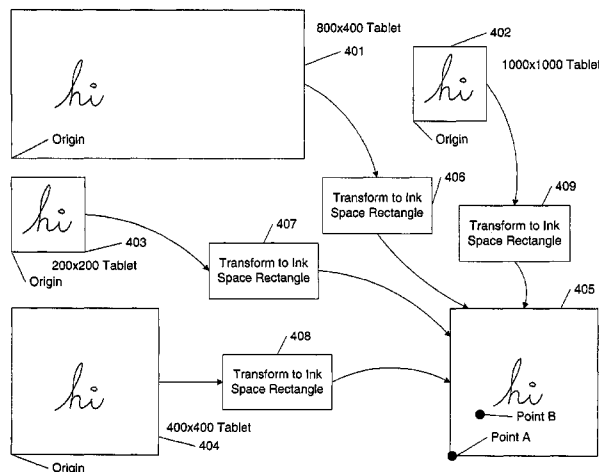 800x400 Tablet
401
402
1000x1000 Tablet
hi
hi
Origin
Origin
406
Transform to Ink
Space Rectangle
409
Transform to Ink
Space Rectangle
hi
403
200x200 Tablet
Origin
407
Transform to Ink
Space Rectangle
405
408
Transform to Ink
Space Rectangle
hi
hi
Point B
Point A
400x400 Tablet
404
Origin